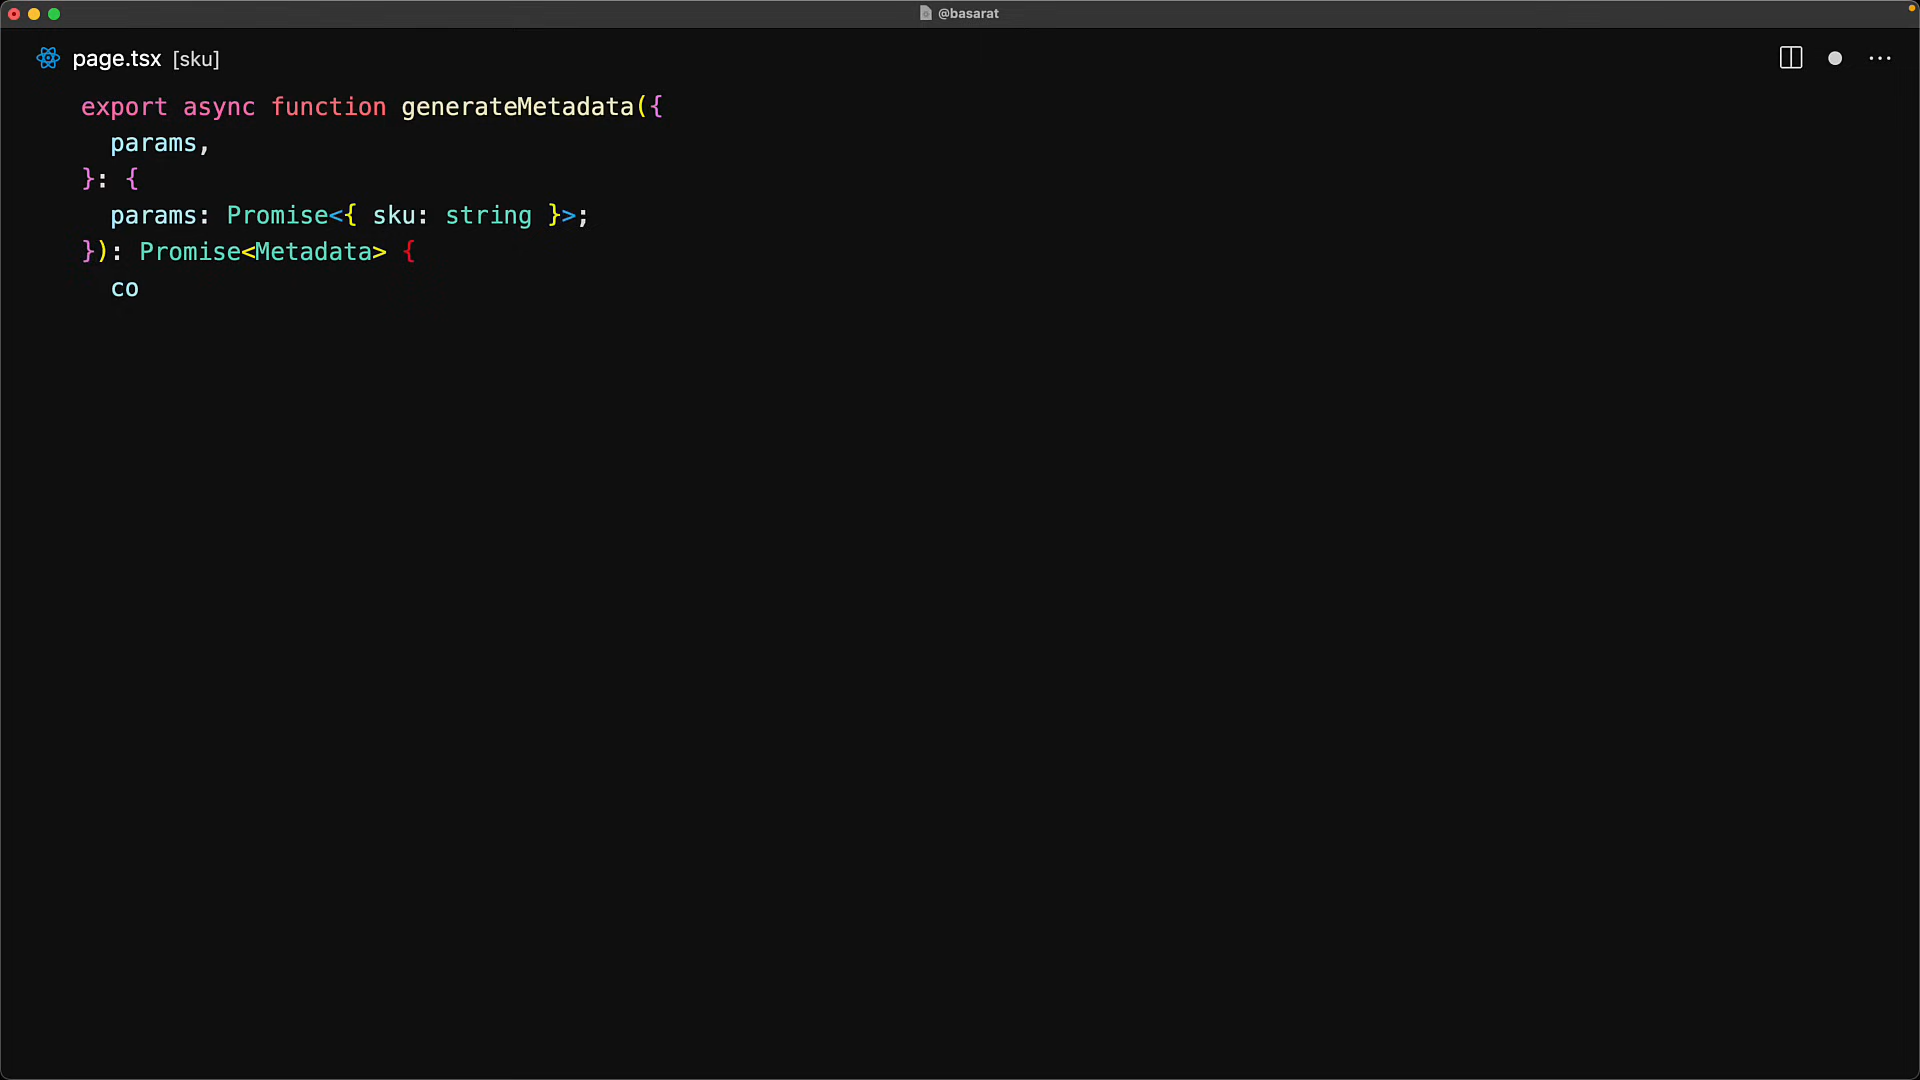 @basarat
page.tsx [sku]
export async function generateMetadata({
  params,
}: {
  params: Promise<{ sku: string }>;
}): Promise<Metadata> {
  co